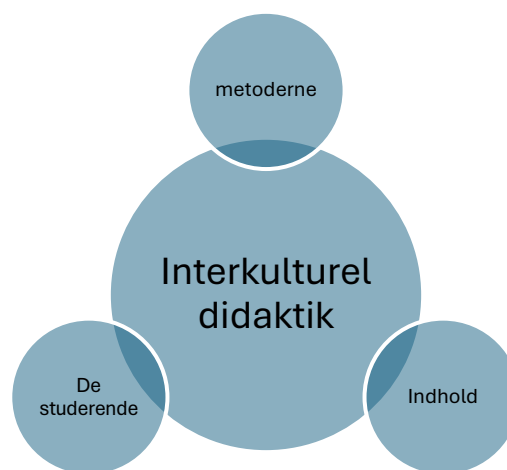 metoderne
Interkulturel
didaktik
De
studerende
Indhold